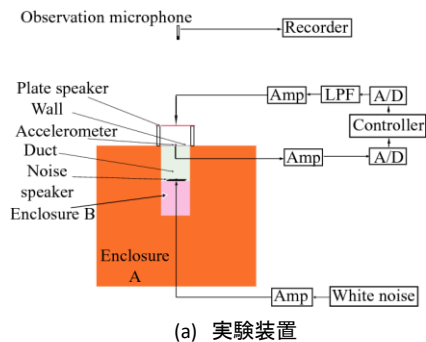 Observation microphone
Recorder
Plate speaker
Amp
LPF
A/D
Wall
Accelerometer
Controller
Duct
Amp
A/D
Noise
speaker
Enclosure B
Enclosure
A
Amp
White noise
(a) 実験装置